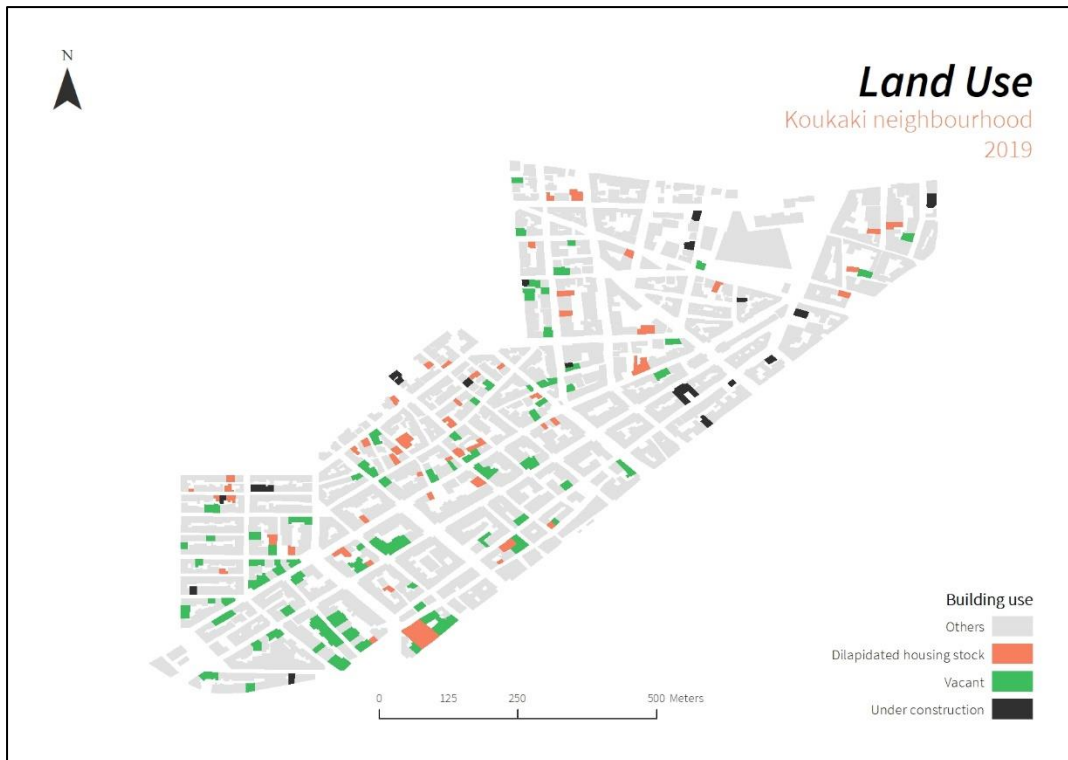 N
Land Use
Koukaki neighbourhood
2019
Building use
Others
Dilapidated housing stock
Vacant
Under construction
0 125 250 500 Meters